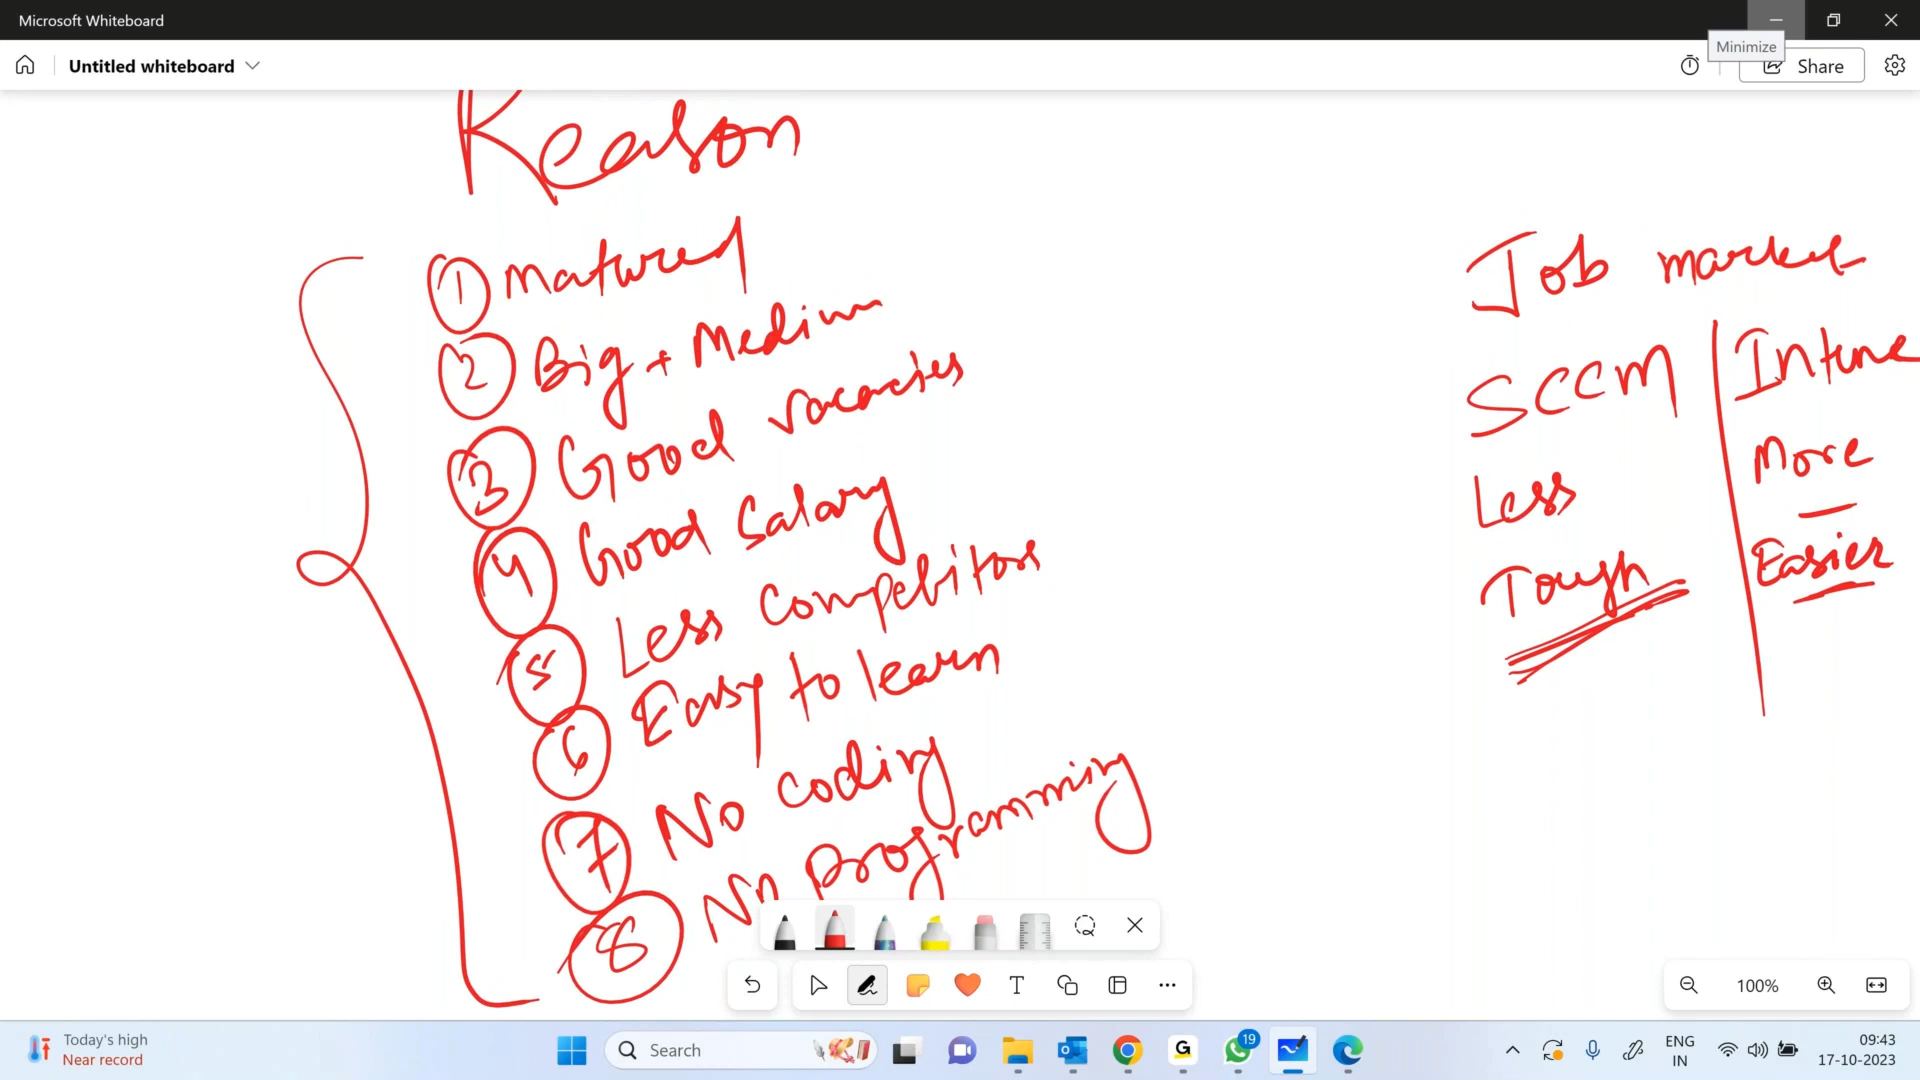 Microsoft Whiteboard
Minimize
Untitled whiteboard
Share
Reason
1 Matured
2 Big + Medium
3 Good vacancies
4 Good Salary
5 Less Competitors
6 Easy to learn
7 No coding
8 No Programming
Job market
SCCM | Intune
Less More
Tough Easier
100%
Today's high
Near record
Search
19
ENG
IN
09:43
17-10-2023